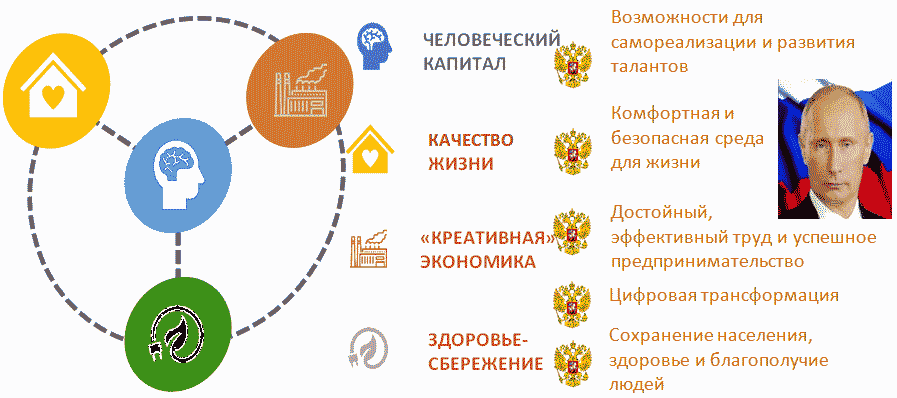 ЧЕЛОВЕЧЕСКИЙ
КАПИТАЛ
Возможности для
самореализации и развития
талантов
КАЧЕСТВО
ЖИЗНИ
Комфортная и
безопасная среда
для жизни
«КРЕАТИВНАЯ»
ЭКОНОМИКА
Достойный,
эффективный труд и успешное
предпринимательство
Цифровая трансформация
ЗДОРОВЬЕ-
СБЕРЕЖЕНИЕ
Сохранение населения,
здоровье и благополучие
людей